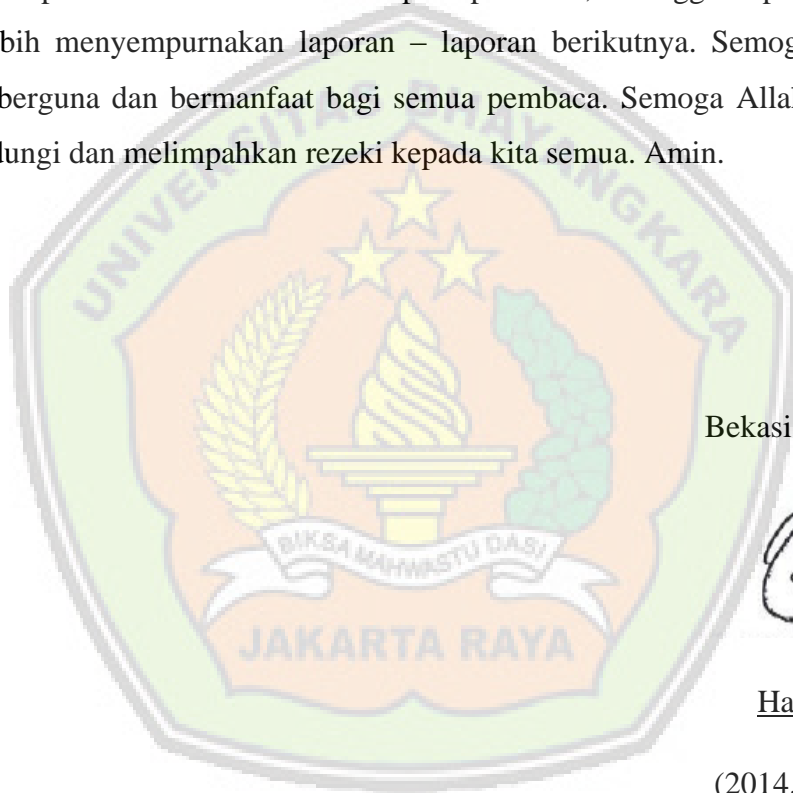 bih menyempurnakan laporan – laporan berikutnya. Semog
berguna dan bermanfaat bagi semua pembaca. Semoga Allal
dungi dan melimpahkan rezeki kepada kita semua. Amin.
UNIVERSITAS BHAYANGKARA
Bekasi
BIKSA MAHWASTU DASI
JAKARTA RAYA
Ha
(2014.